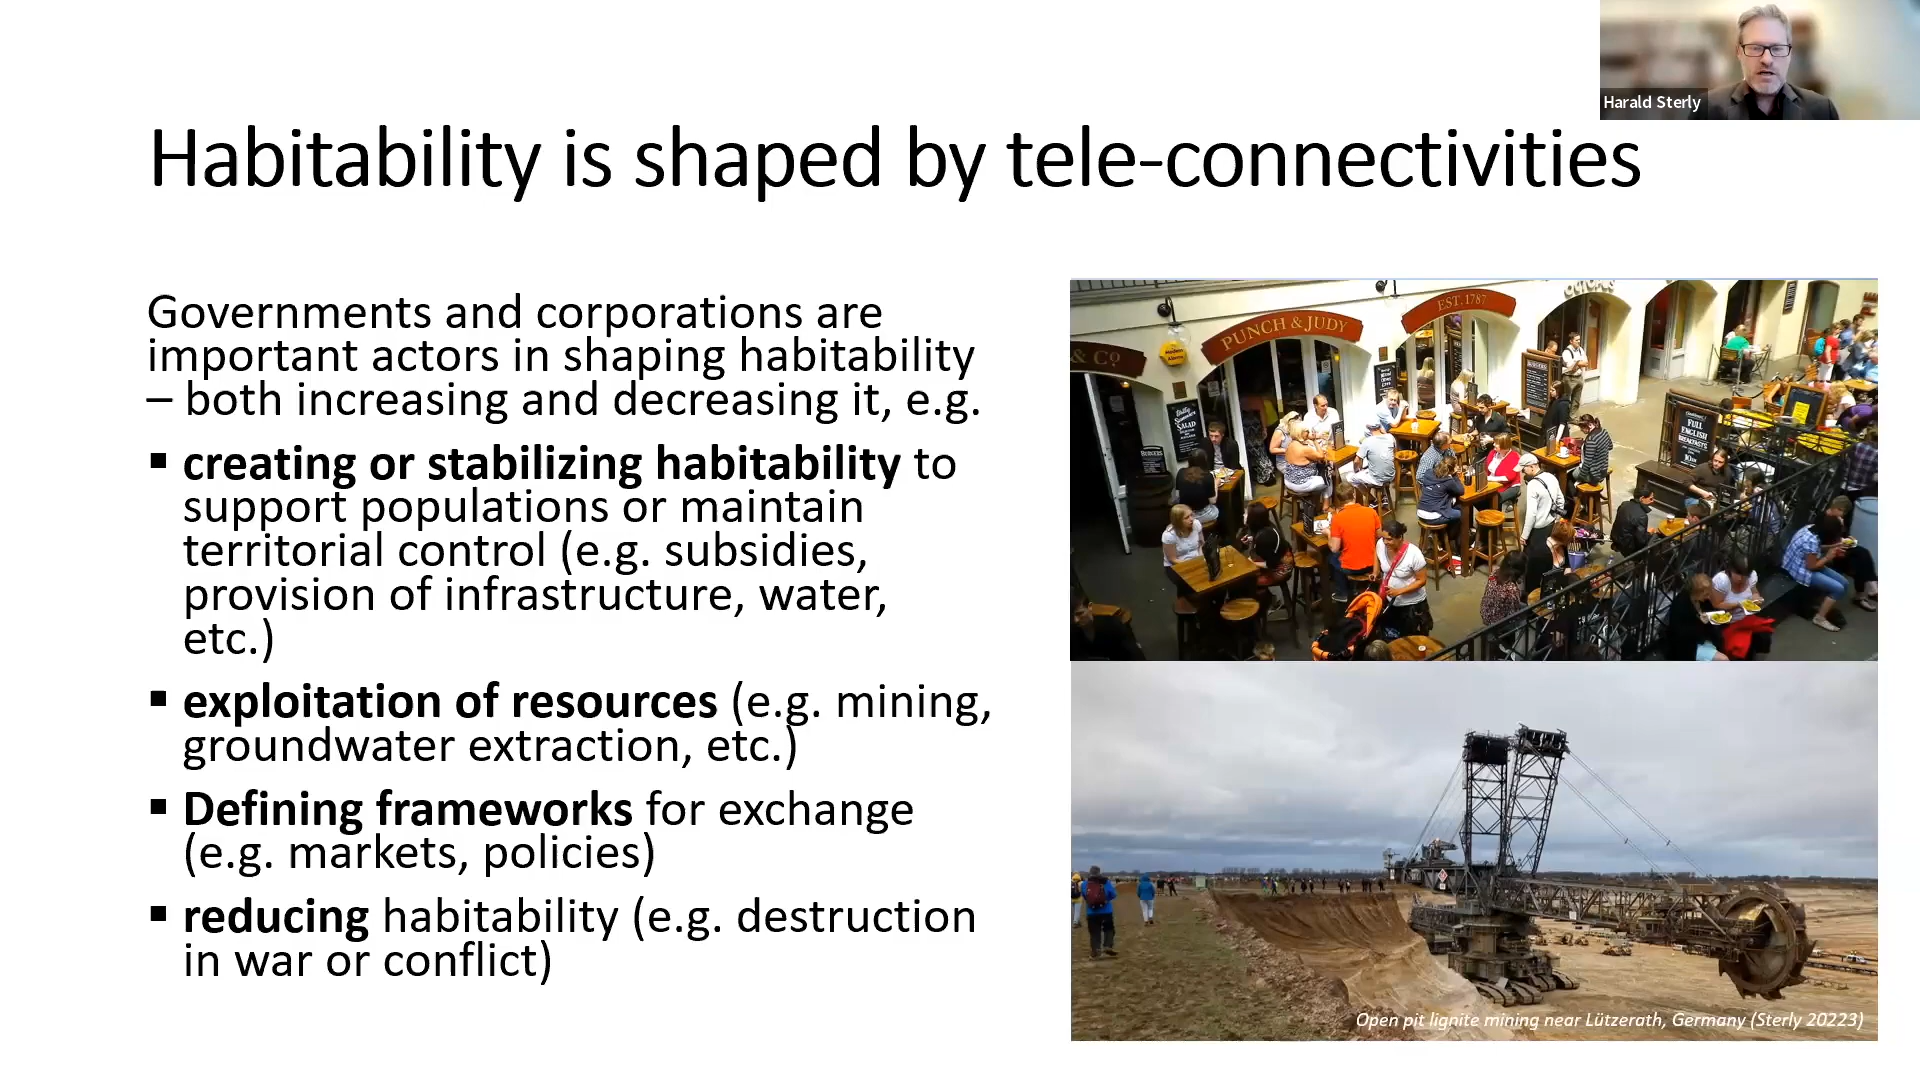 Harald Sterly
Habitability is shaped by tele-connectivities
Governments and corporations are
important actors in shaping habitability
– both increasing and decreasing it, e.g.
▪ creating or stabilizing habitability to
support populations or maintain
territorial control (e.g. subsidies,
provision of infrastructure, water,
etc.)
▪ exploitation of resources (e.g. mining,
groundwater extraction, etc.)
▪ Defining frameworks for exchange
(e.g. markets, policies)
▪ reducing habitability (e.g. destruction
in war or conflict)
& CO
PUNCH & JUDY
EST. 1787
SALAD
BURGERS
FULL
ENGLISH
BREAKFAST
Open pit lignite mining near Lützerath, Germany (Sterly 20223)